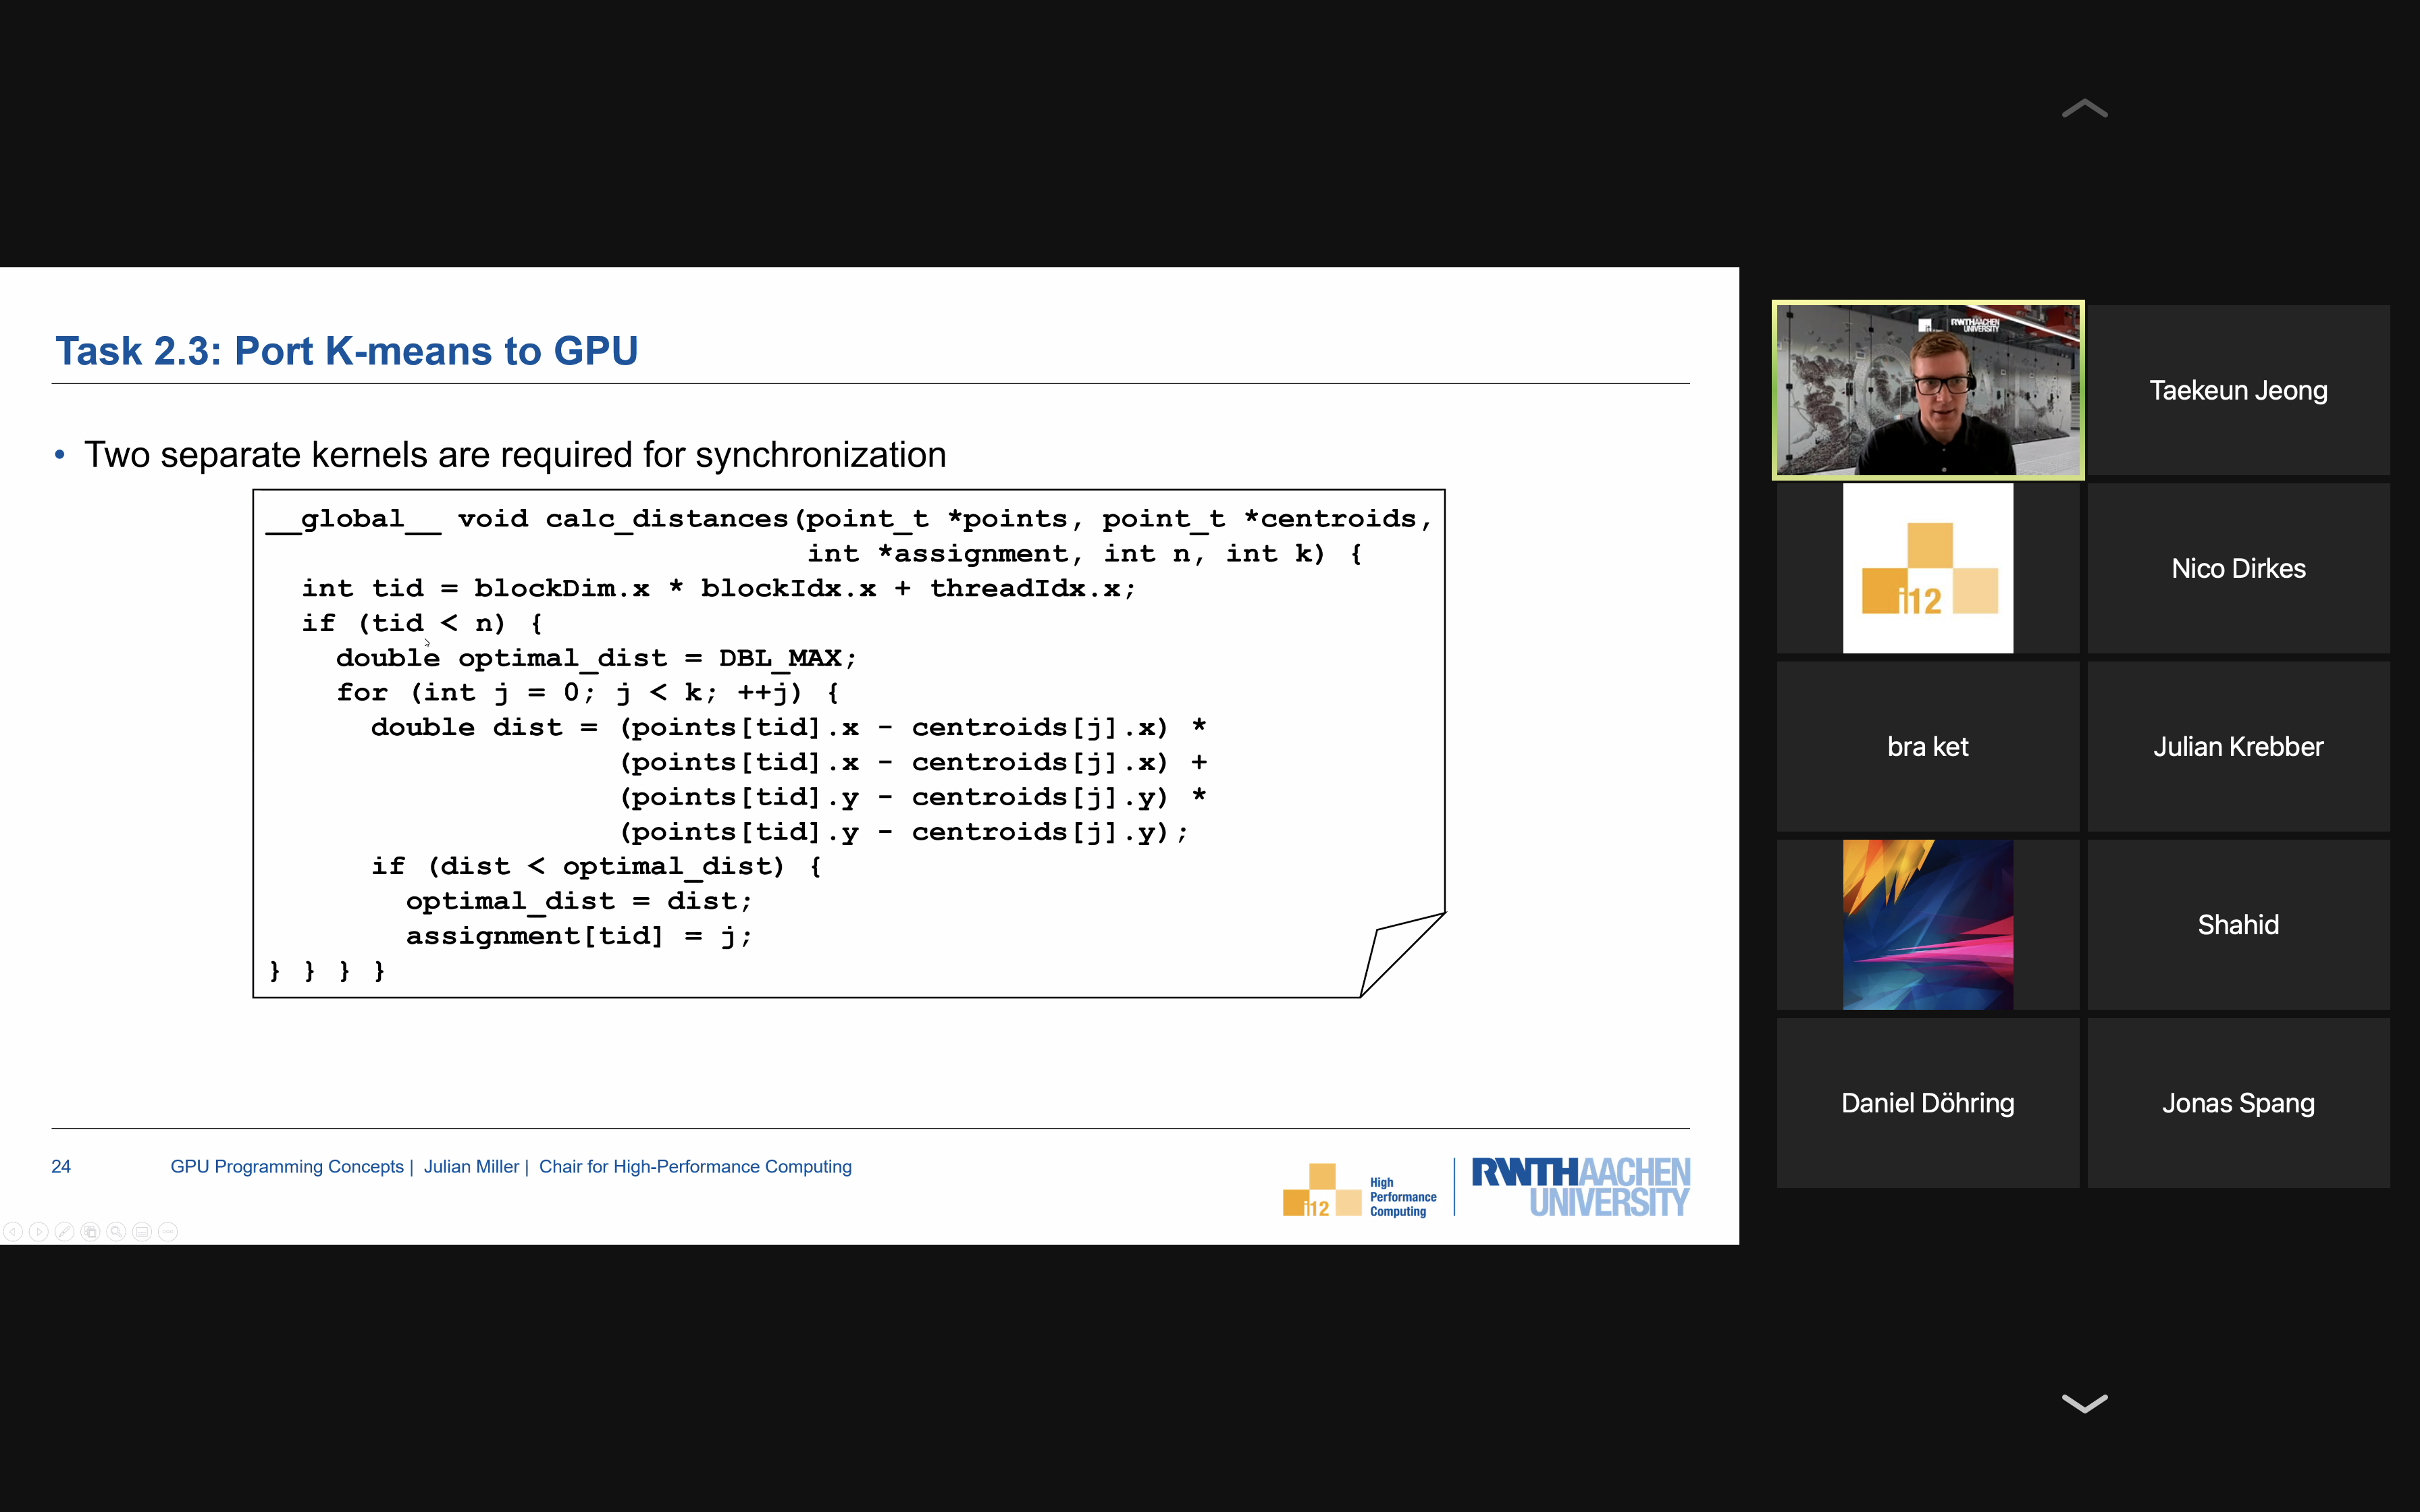 Task 2.3: Port K-means to GPU
• Two separate kernels are required for synchronization
__global__ void calc_distances(point_t *points, point_t *centroids,
int *assignment, int n, int k) {
int tid = blockDim.x * blockIdx.x + threadIdx.x;
if (tid < n) {
double optimal_dist = DBL_MAX;
for (int j = 0; j < k; ++j) {
double dist = (points[tid].x - centroids[j].x) *
(points[tid].x - centroids[j].x) +
(points[tid].y - centroids[j].y) *
(points[tid].y - centroids[j].y);
if (dist < optimal_dist) {
optimal_dist = dist;
assignment[tid] = j;
} } } }
24
GPU Programming Concepts | Julian Miller | Chair for High-Performance Computing
i12
High
Performance
Computing
RWTHAACHEN
UNIVERSITY
RWTHAACHEN
UNIVERSITY
Taekeun Jeong
i12
Nico Dirkes
bra ket
Julian Krebber
Shahid
Daniel Döhring
Jonas Spang